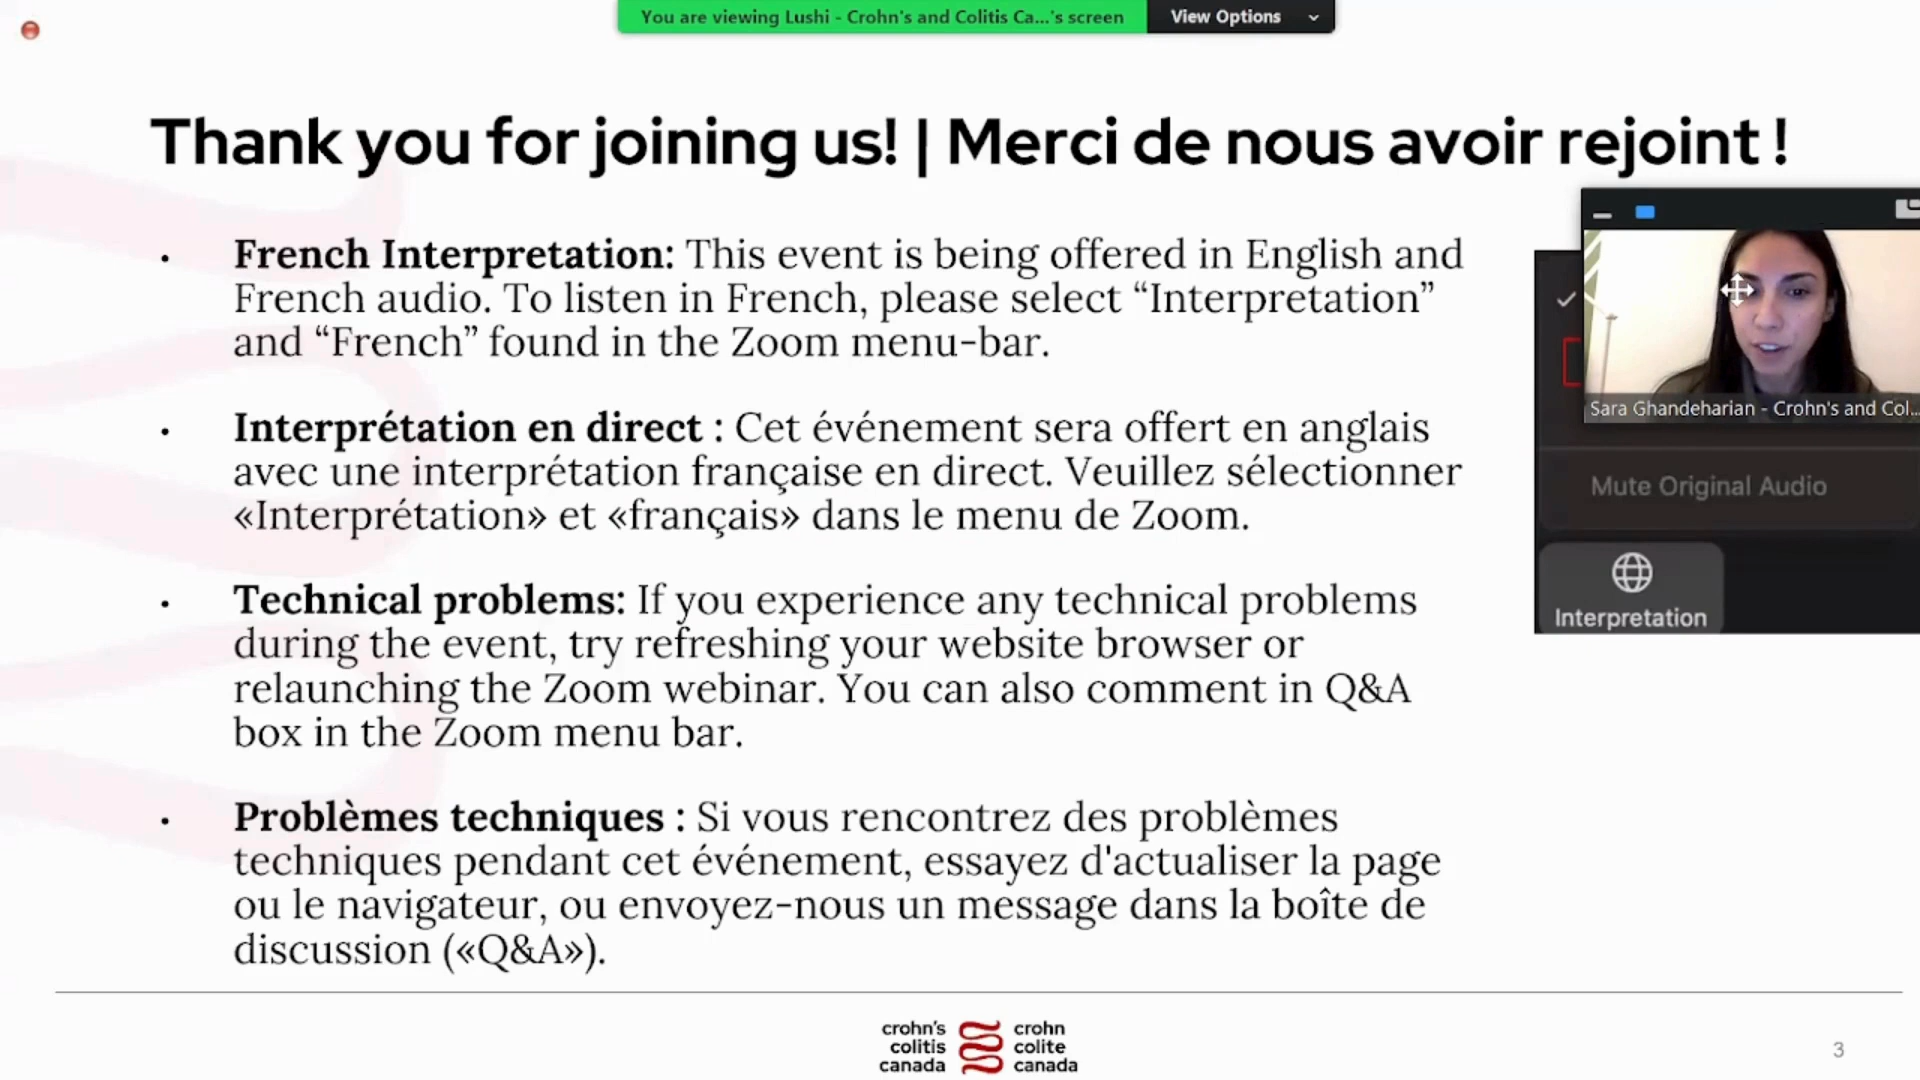 You are viewing Lushi - Crohn's and Colitis Ca...'s screen
View Options
Thank you for joining us! | Merci de nous avoir rejoint !
• French Interpretation: This event is being offered in English and
French audio. To listen in French, please select “Interpretation”
and “French” found in the Zoom menu-bar.
• Interprétation en direct : Cet événement sera offert en anglais
avec une interprétation française en direct. Veuillez sélectionner
«Interprétation» et «français» dans le menu de Zoom.
• Technical problems: If you experience any technical problems
during the event, try refreshing your website browser or
relaunching the Zoom webinar. You can also comment in Q&A
box in the Zoom menu bar.
• Problèmes techniques : Si vous rencontrez des problèmes
techniques pendant cet événement, essayez d'actualiser la page
ou le navigateur, ou envoyez-nous un message dans la boîte de
discussion («Q&A»).
Sara Ghandeharian - Crohn's and Col...
Mute Original Audio
Interpretation
crohn's
colitis
canada
crohn
colite
canada
3